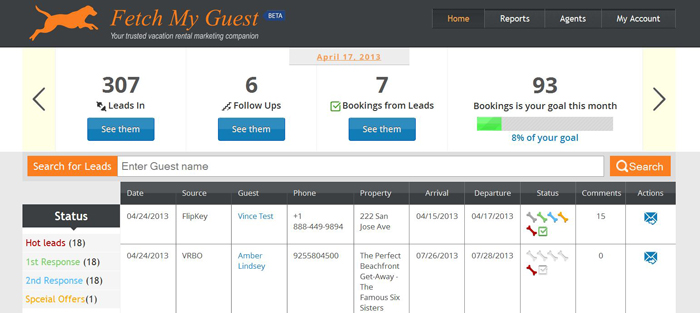 Fetch My Guest BETA
Your trusted vacation rental marketing companion
Home Reports Agents My Account
April 17, 2013
307 6 7 93
Leads In Follow Ups Bookings from Leads Bookings is your goal this month
See them See them See them
8% of your goal
Search for Leads Enter Guest name Search
Date Source Guest Phone Property Arrival Departure Status Comments Actions
Status
Hot leads (18)
1st Response (18)
2nd Response (18)
Spceial Offers(1)
04/24/2013 FlipKey Vince Test +1 222 San 04/15/2013 04/17/2013 15
888-449-9894 Jose Ave
04/24/2013 VRBO Amber 9255804500 The Perfect 07/26/2013 07/28/2013 0
Lindsey Beachfront
Get-Away -
The
Famous Six
Sisters